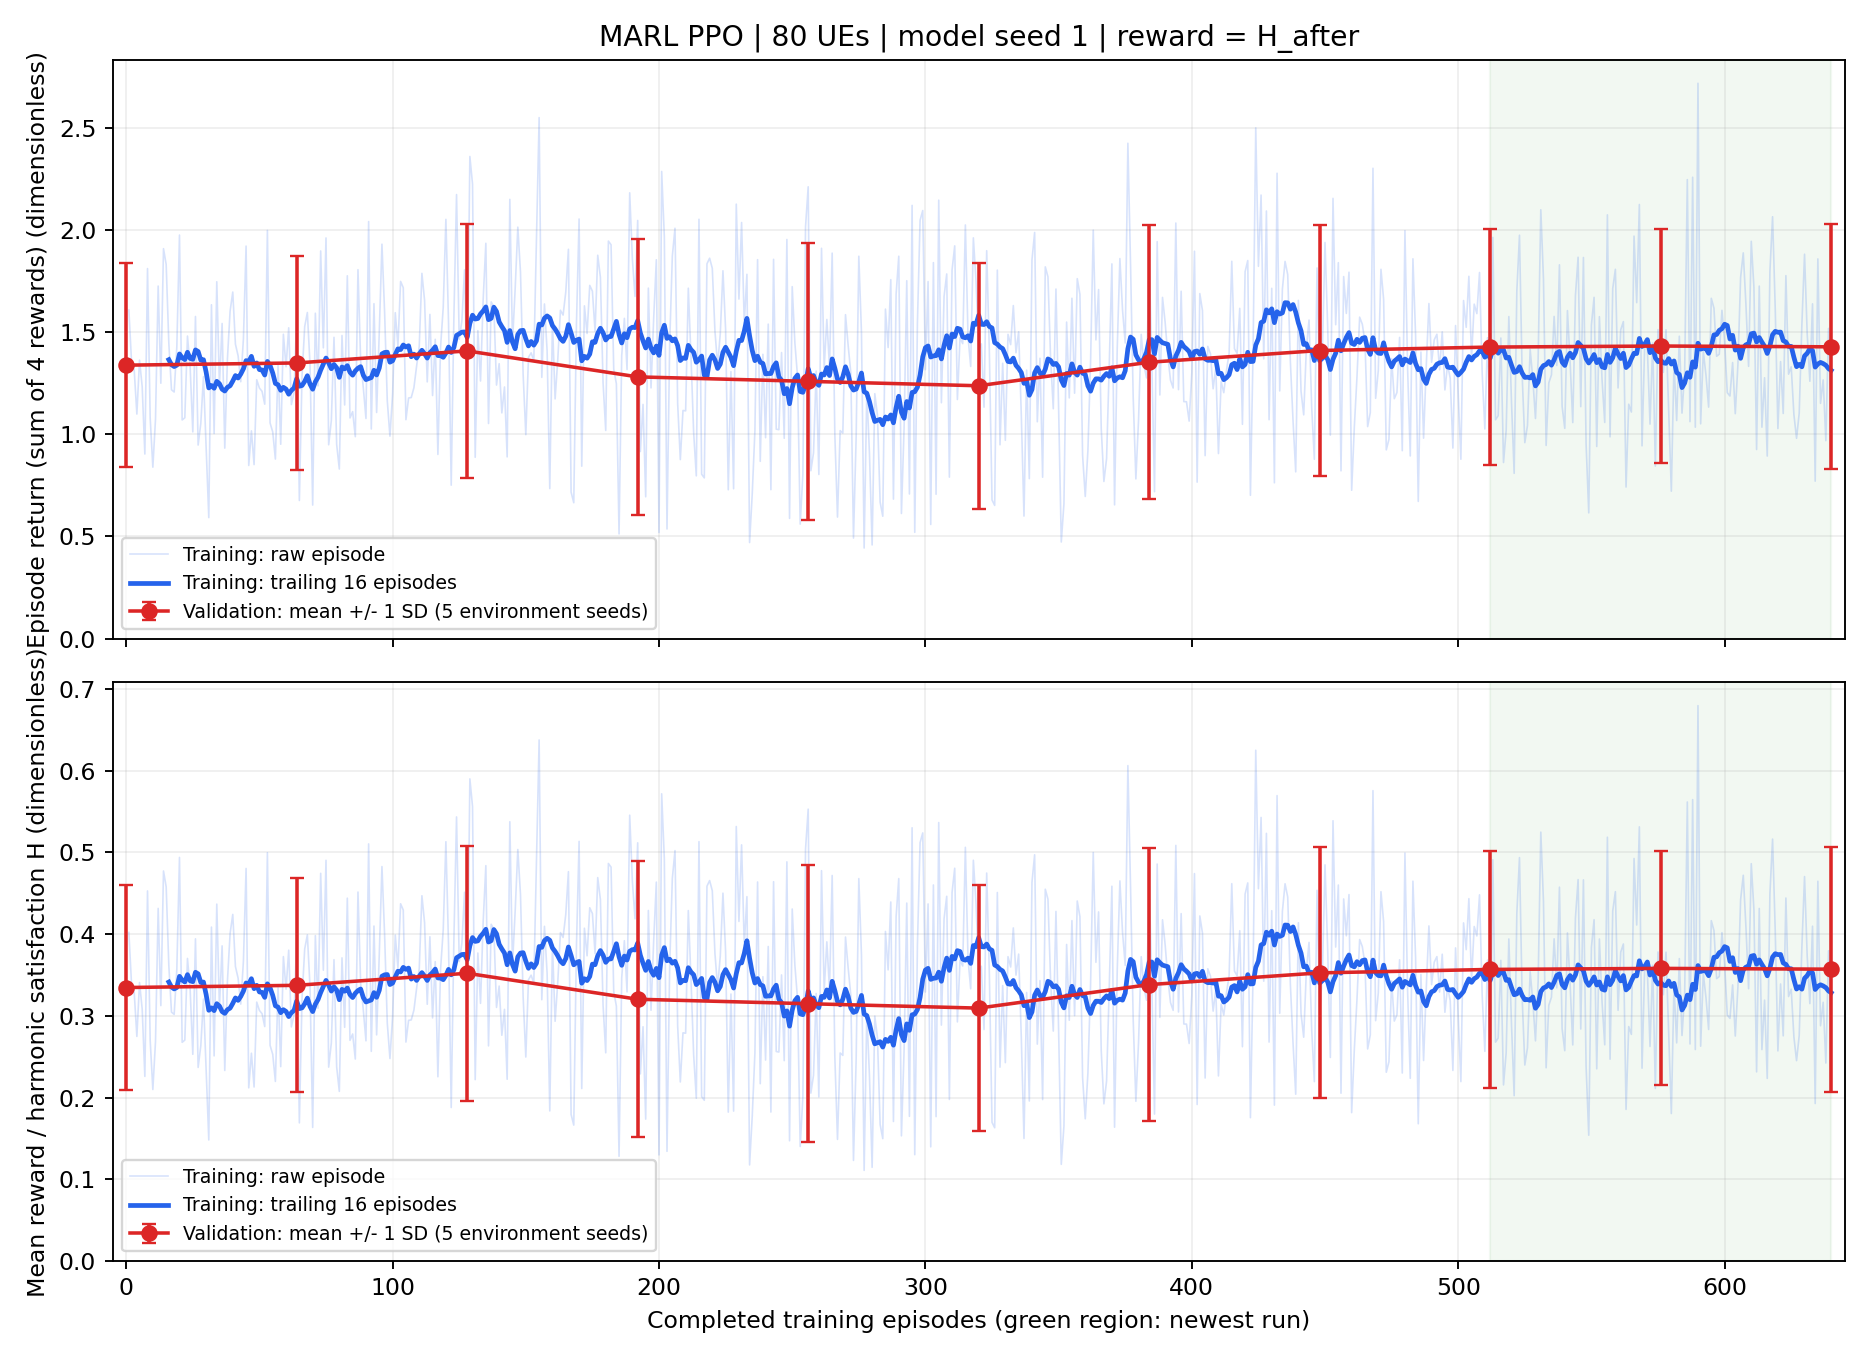 MARL PPO | 80 UEs | model seed 1 | reward = H_after
Episode return (sum of 4 rewards) (dimensionless)
2.5
2.0
1.5
1.0
0.5
0.0
Training: raw episode
Training: trailing 16 episodes
Validation: mean +/- 1 SD (5 environment seeds)
Mean reward / harmonic satisfaction H (dimensionless)
0.7
0.6
0.5
0.4
0.3
0.2
0.1
0.0
Training: raw episode
Training: trailing 16 episodes
Validation: mean +/- 1 SD (5 environment seeds)
0 100 200 300 400 500 600
Completed training episodes (green region: newest run)